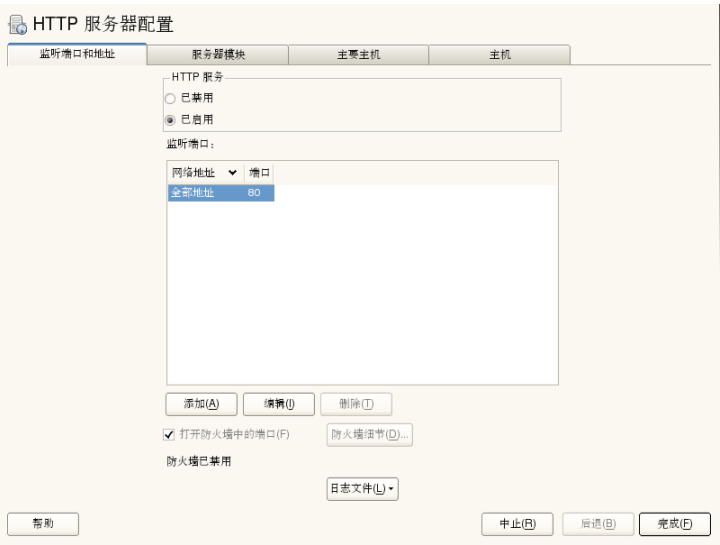 HTTP 服务器配置
监听端口和地址 服务器模块 主要主机 主机
HTTP 服务
已禁用
已启用
监听端口：
网络地址 端口
全部地址 80
添加(A) 编辑(I) 删除(T)
打开防火墙中的端口(F) 防火墙细节(D)...
防火墙已禁用
日志文件(L)
帮助 中止(R) 后退(B) 完成(F)